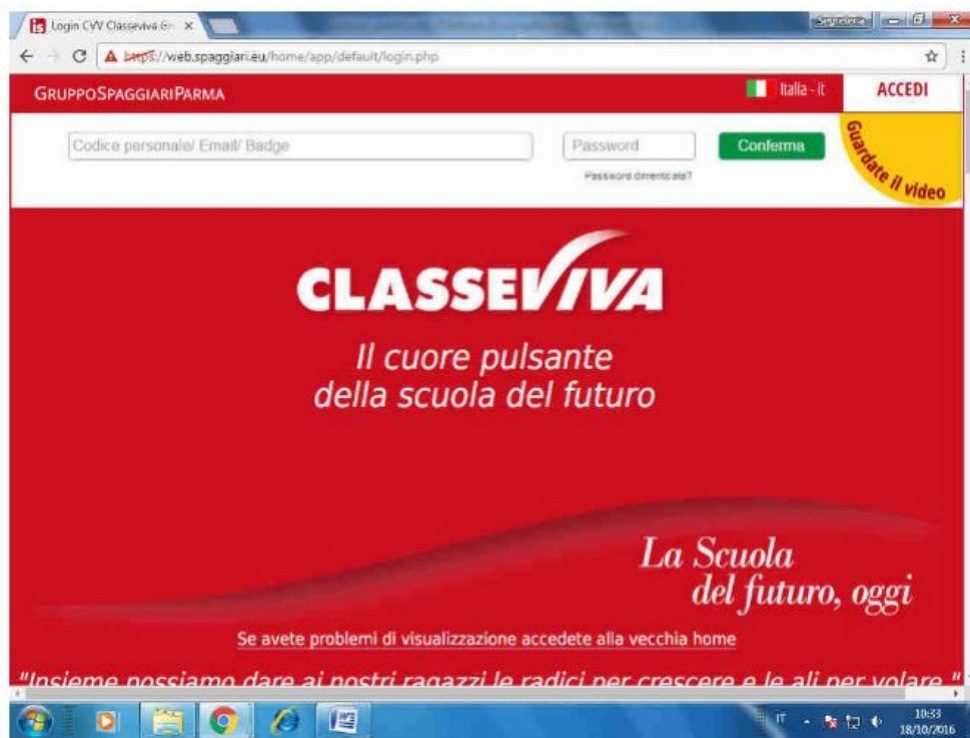 Login CVV Classeviva Gr
Segreteria
https://web.spaggiari.eu/home/app/default/login.php
GRUPPOSPAGGIARIPARMA
Italia - it
ACCEDI
Codice personale/ Email/ Badge
Password
Conferma
Guardate il video
Password dimenticata?
CLASSEVIVA
Il cuore pulsante
della scuola del futuro
La Scuola
del futuro, oggi
Se avete problemi di visualizzazione accedete alla vecchia home
"Insieme possiamo dare ai nostri ragazzi le radici per crescere e le ali per volare."
IT
10:33
18/10/2016